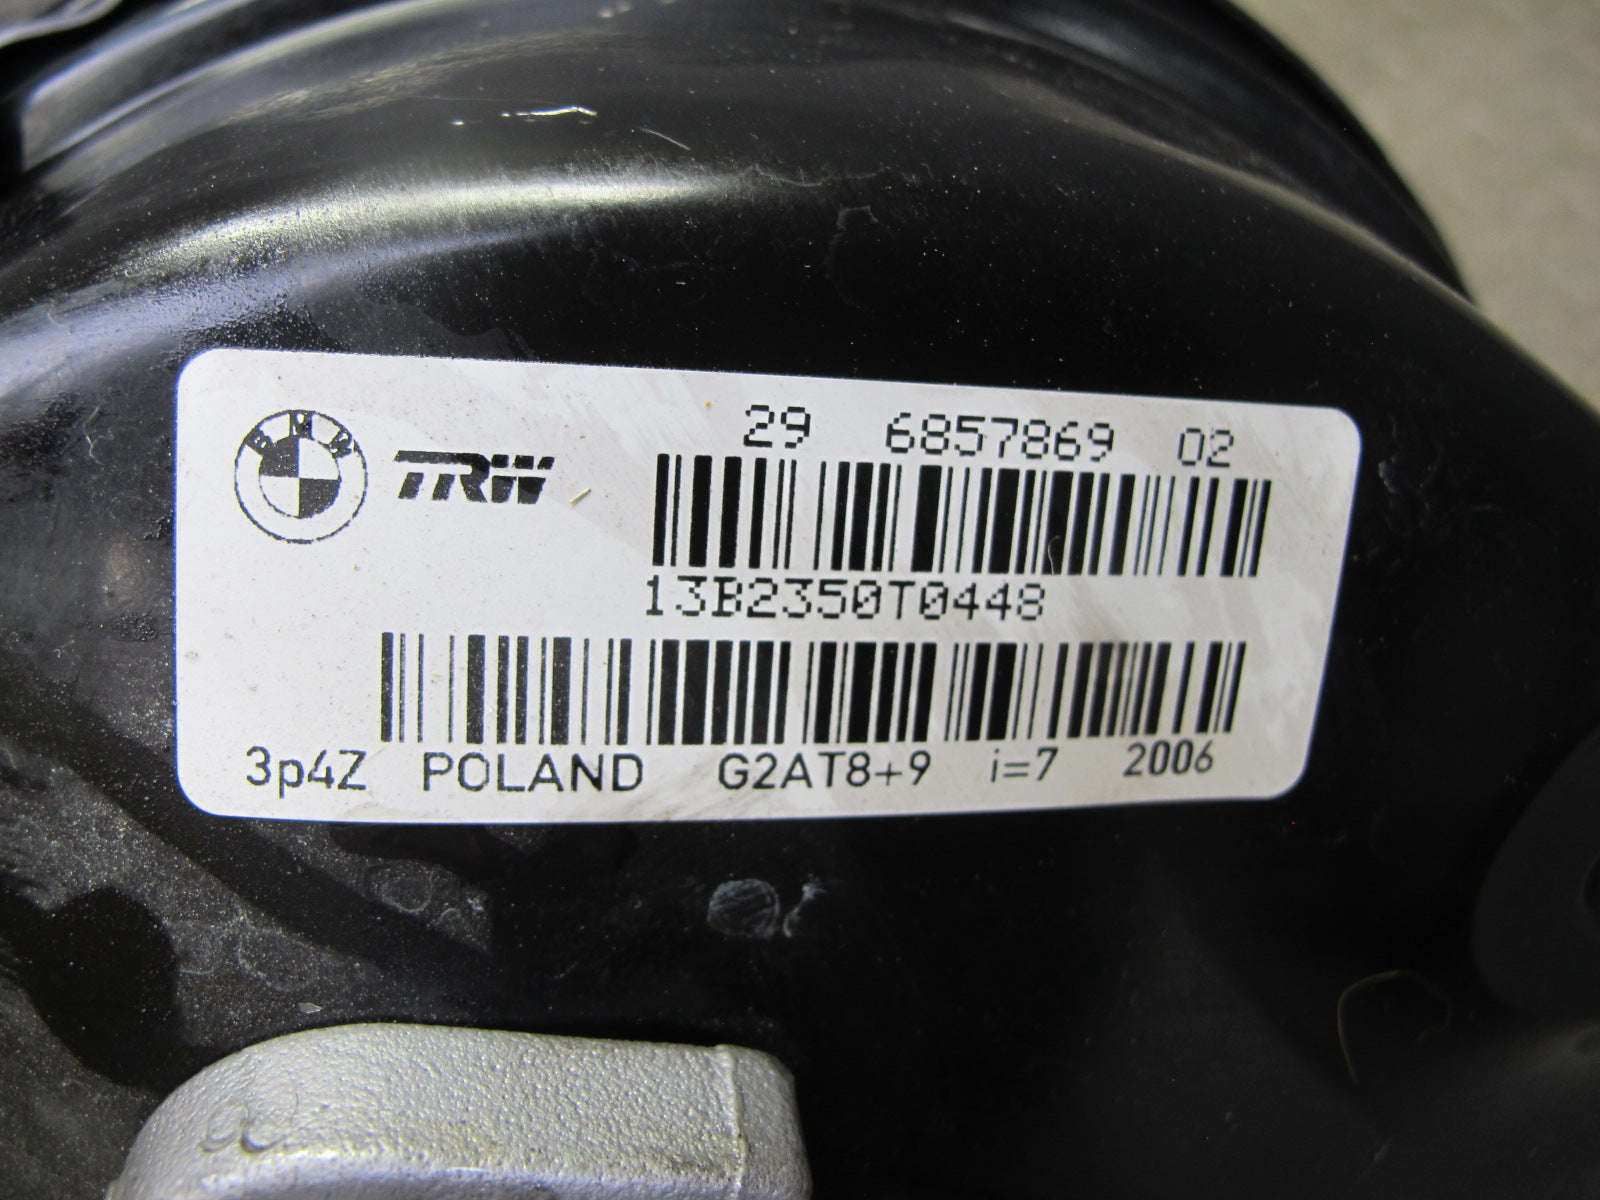 BMW
TRW
29 6857869 02
13B2350T0448
3p4Z POLAND G2AT8+9 i=7 2006